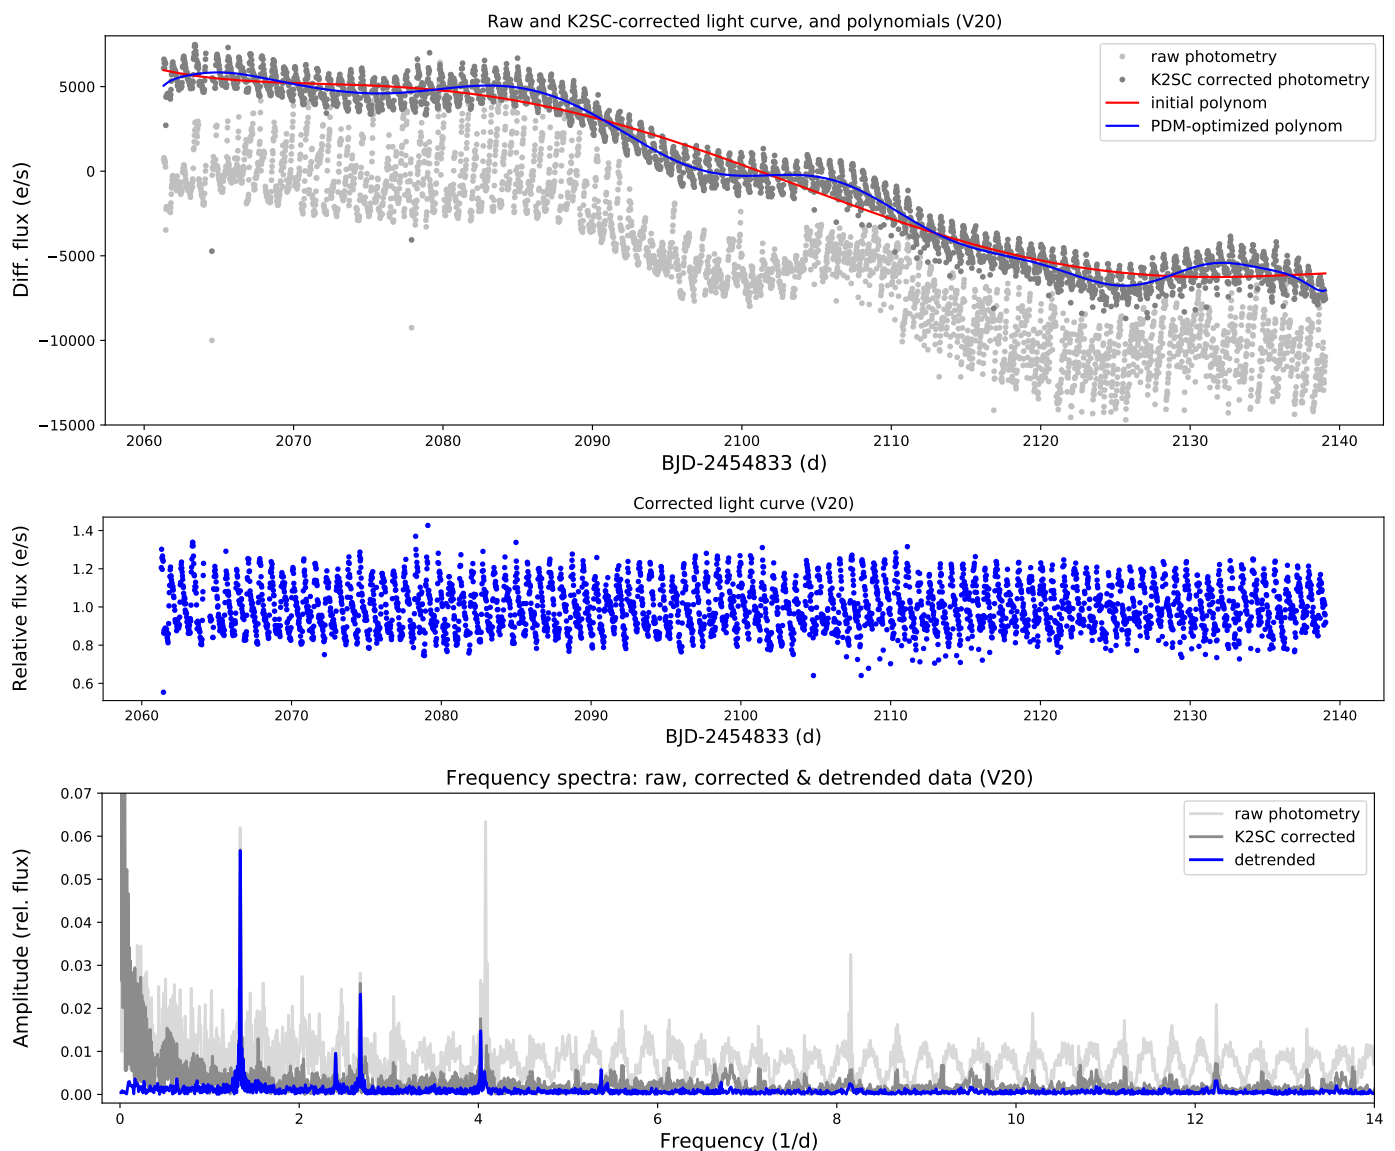 Raw and K2SC-corrected light curve, and polynomials (V20)
raw photometry
K2SC corrected photometry
initial polynom
PDM-optimized polynom
Diff. flux (e/s)
5000
0
−5000
−10000
−15000
2060 2070 2080 2090 2100 2110 2120 2130 2140
BJD-2454833 (d)
Corrected light curve (V20)
Relative flux (e/s)
1.4
1.2
1.0
0.8
0.6
2060 2070 2080 2090 2100 2110 2120 2130 2140
BJD-2454833 (d)
Frequency spectra: raw, corrected & detrended data (V20)
raw photometry
K2SC corrected
detrended
Amplitude (rel. flux)
0.07
0.06
0.05
0.04
0.03
0.02
0.01
0.00
0 2 4 6 8 10 12 14
Frequency (1/d)